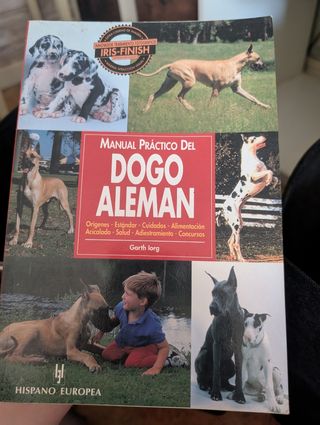 IRIS-FINISH
MANUAL PRÁCTICO DEL
DOGO
ALEMAN
Orígenes - Estándar - Cuidados - Alimentación
Acicalado - Salud - Adiestramiento - Concursos
Garth Iorg
HISPANO EUROPEA